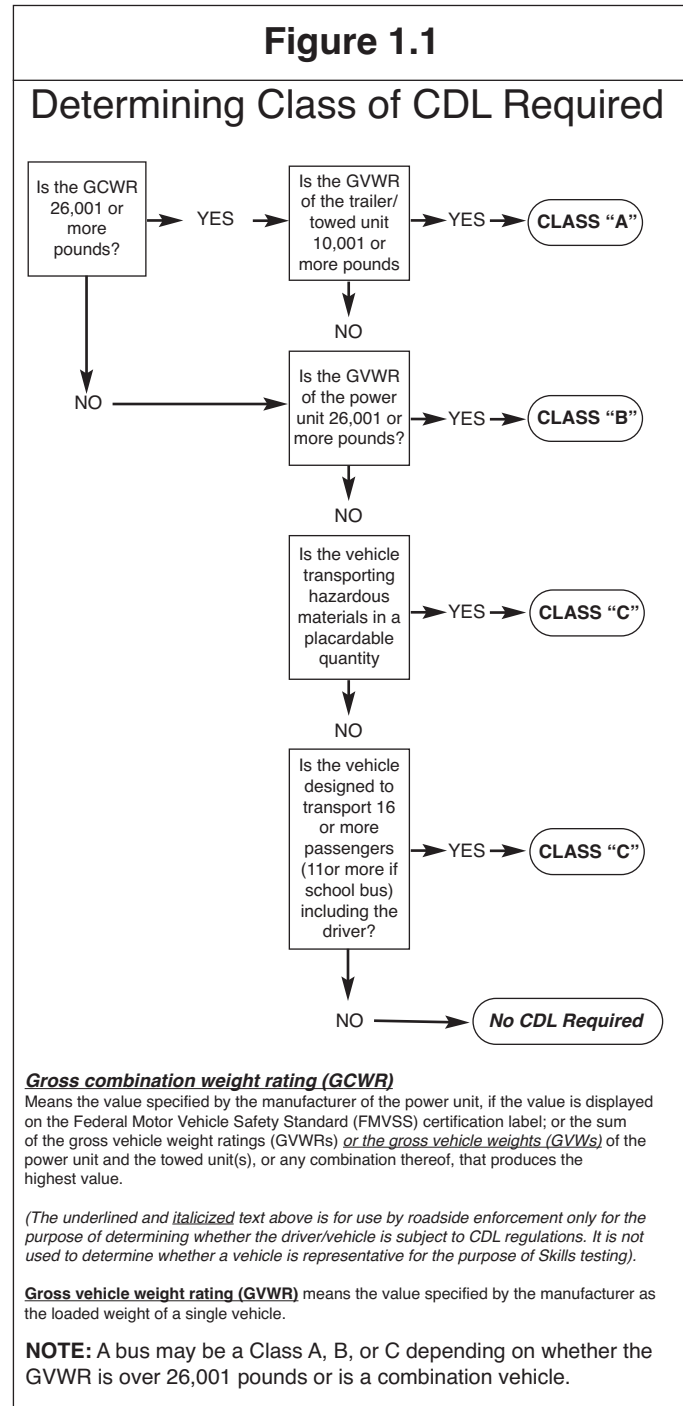 Figure 1.1
Determining Class of CDL Required
Is the GCWR
26,001 or
more
pounds?
YES
Is the GVWR
of the trailer/
towed unit
10,001 or
more pounds
YES
CLASS “A”
NO
NO
Is the GVWR
of the power
unit 26,001 or
more pounds?
YES
CLASS “B”
NO
Is the vehicle
transporting
hazardous
materials in a
placardable
quantity
YES
CLASS “C”
NO
Is the vehicle
designed to
transport 16
or more
passengers
(11or more if
school bus)
including the
driver?
YES
CLASS “C”
NO
No CDL Required
Gross combination weight rating (GCWR)
Means the value specified by the manufacturer of the power unit, if the value is displayed
on the Federal Motor Vehicle Safety Standard (FMVSS) certification label; or the sum
of the gross vehicle weight ratings (GVWRs) or the gross vehicle weights (GVWs) of the
power unit and the towed unit(s), or any combination thereof, that produces the
highest value.
(The underlined and italicized text above is for use by roadside enforcement only for the
purpose of determining whether the driver/vehicle is subject to CDL regulations. It is not
used to determine whether a vehicle is representative for the purpose of Skills testing).
Gross vehicle weight rating (GVWR) means the value specified by the manufacturer as
the loaded weight of a single vehicle.
NOTE: A bus may be a Class A, B, or C depending on whether the
GVWR is over 26,001 pounds or is a combination vehicle.